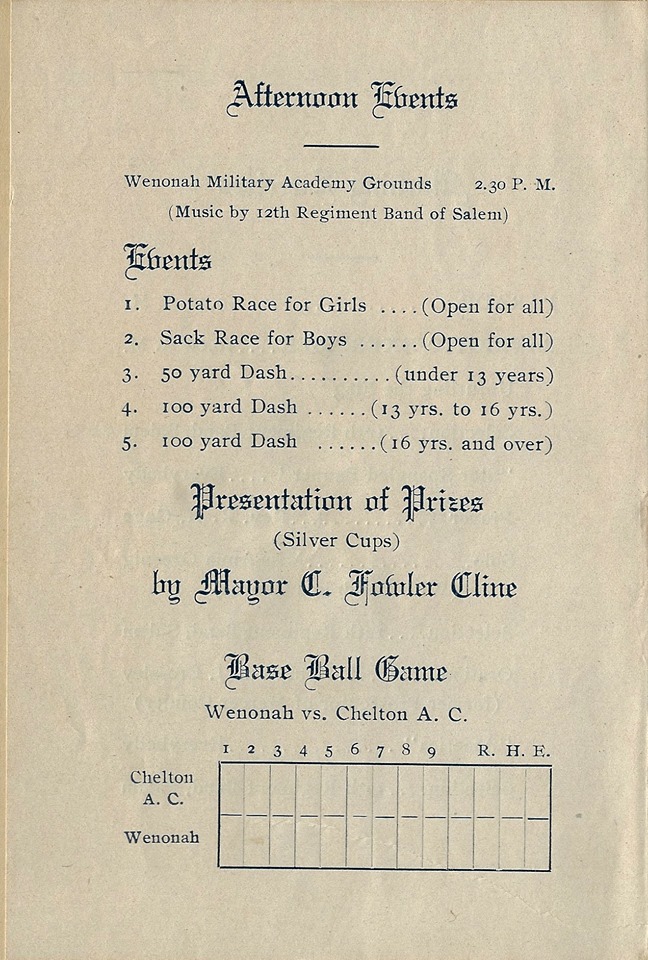 Afternoon Events
Wenonah Military Academy Grounds 2.30 P. M.
(Music by 12th Regiment Band of Salem)
Events
1. Potato Race for Girls ....(Open for all)
2. Sack Race for Boys ......(Open for all)
3. 50 yard Dash..........(under 13 years)
4. 100 yard Dash ......(13 yrs. to 16 yrs.)
5. 100 yard Dash ......(16 yrs. and over)
Presentation of Prizes
(Silver Cups)
by Mayor C. Fowler Cline
Base Ball Game
Wenonah vs. Chelton A. C.
1 2 3 4 5 6 7 8 9 R. H. E.
Chelton
A. C.
Wenonah